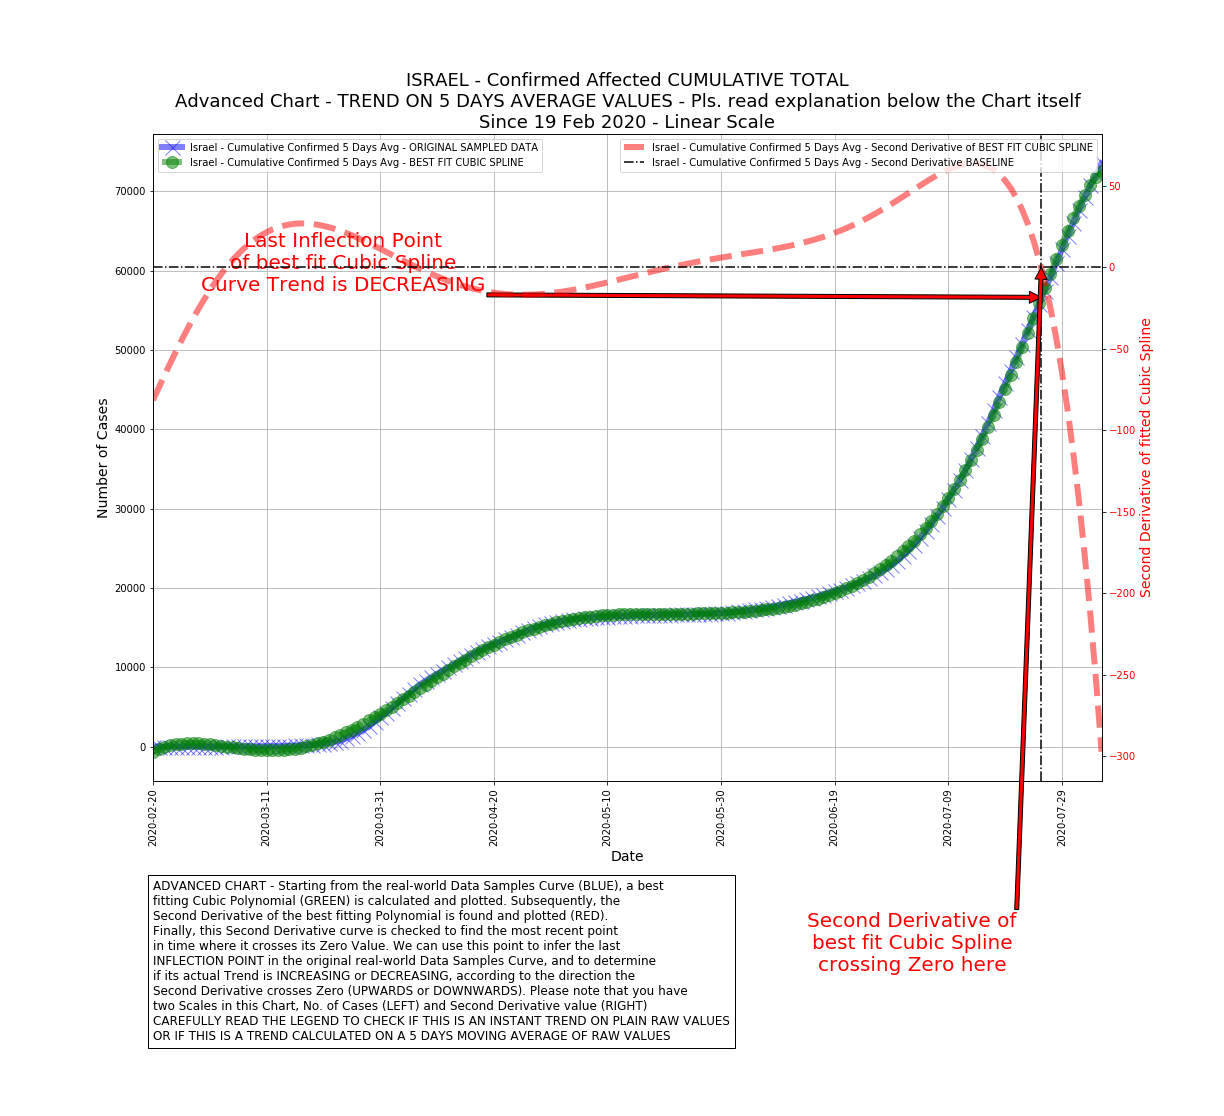 ISRAEL - Confirmed Affected CUMULATIVE TOTAL
Advanced Chart - TREND ON 5 DAYS AVERAGE VALUES - Pls. read explanation below the Chart itself
Since 19 Feb 2020 - Linear Scale
Israel - Cumulative Confirmed 5 Days Avg - ORIGINAL SAMPLED DATA
Israel - Cumulative Confirmed 5 Days Avg - BEST FIT CUBIC SPLINE
Israel - Cumulative Confirmed 5 Days Avg - Second Derivative of BEST FIT CUBIC SPLINE
Israel - Cumulative Confirmed 5 Days Avg - Second Derivative BASELINE
Last Inflection Point
of best fit Cubic Spline
Curve Trend is DECREASING
Number of Cases
70000
60000
50000
40000
30000
20000
10000
0
50
0
−50
−100
−150
−200
−250
−300
Second Derivative of fitted Cubic Spline
2020-02-20
2020-03-11
2020-03-31
2020-04-20
2020-05-10
2020-05-30
2020-06-19
2020-07-09
2020-07-29
Date
ADVANCED CHART - Starting from the real-world Data Samples Curve (BLUE), a best
fitting Cubic Polynomial (GREEN) is calculated and plotted. Subsequently, the
Second Derivative of the best fitting Polynomial is found and plotted (RED).
Finally, this Second Derivative curve is checked to find the most recent point
in time where it crosses its Zero Value. We can use this point to infer the last
INFLECTION POINT in the original real-world Data Samples Curve, and to determine
if its actual Trend is INCREASING or DECREASING, according to the direction the
Second Derivative crosses Zero (UPWARDS or DOWNWARDS). Please note that you have
two Scales in this Chart, No. of Cases (LEFT) and Second Derivative value (RIGHT)
CAREFULLY READ THE LEGEND TO CHECK IF THIS IS AN INSTANT TREND ON PLAIN RAW VALUES
OR IF THIS IS A TREND CALCULATED ON A 5 DAYS MOVING AVERAGE OF RAW VALUES
Second Derivative of
best fit Cubic Spline
crossing Zero here